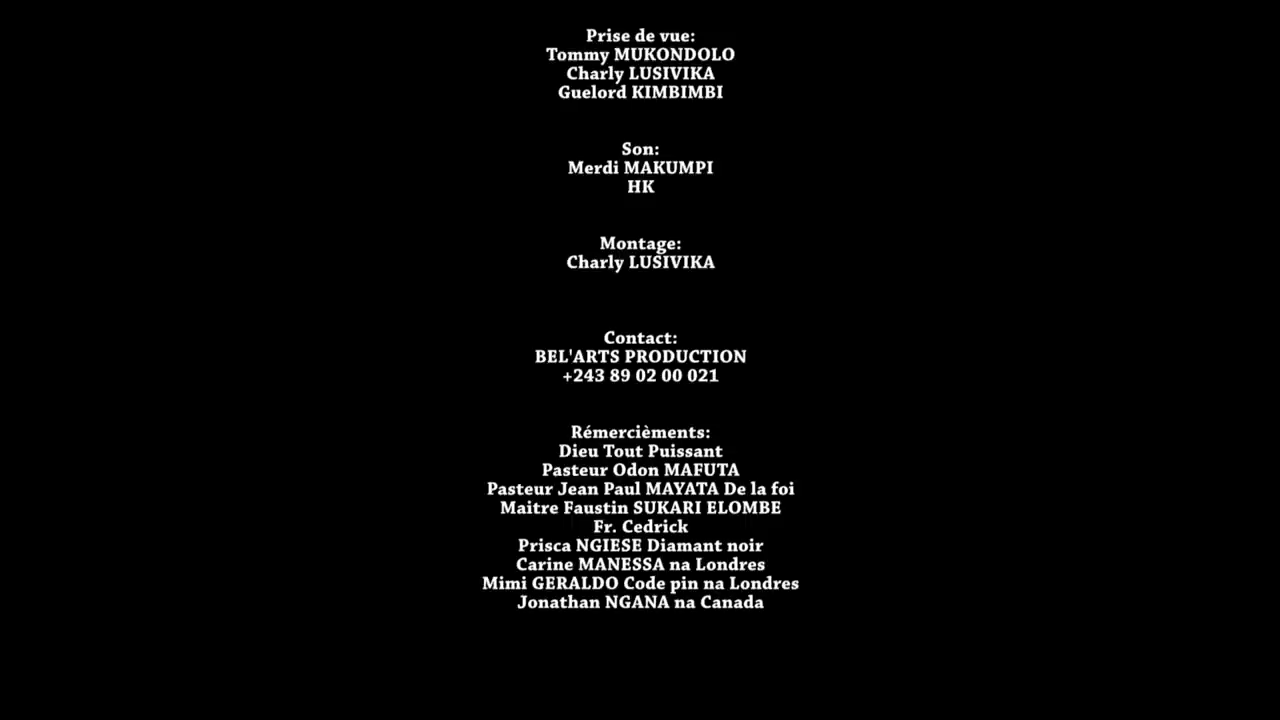 Prise de vue:
Tommy MUKONDOLO
Charly LUSIVIKA
Guelord KIMBIMBI
Son:
Merdi MAKUMPI
HK
Montage:
Charly LUSIVIKA
Contact:
BEL'ARTS PRODUCTION
+243 89 02 00 021
Rémercièments:
Dieu Tout Puissant
Pasteur Odon MAFUTA
Pasteur Jean Paul MAYATA De la foi
Maitre Faustin SUKARI ELOMBE
Fr. Cedrick
Prisca NGIESE Diamant noir
Carine MANESSA na Londres
Mimi GERALDO Code pin na Londres
Jonathan NGANA na Canada